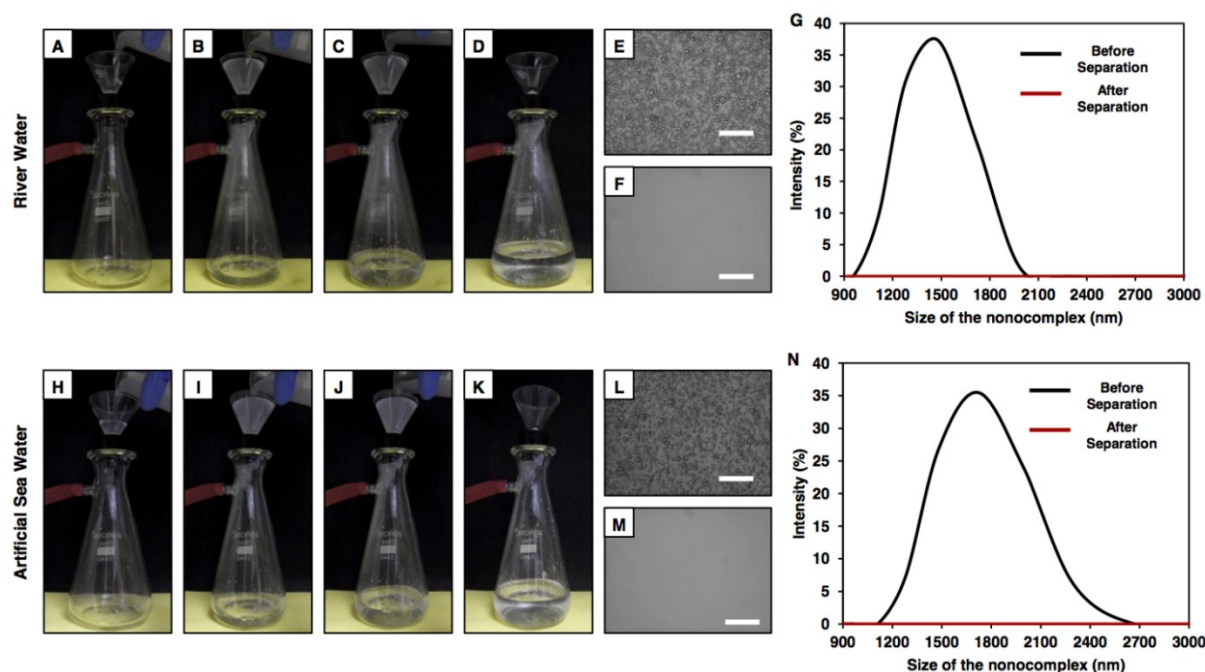 River Water
A
B
C
D
E
F
G
40
35
30
25
20
15
10
5
0
Intensity (%)
Before
Separation
After
Separation
900 1200 1500 1800 2100 2400 2700 3000
Size of the nonocomplex (nm)
Artificial Sea Water
H
I
J
K
L
M
N
40
35
30
25
20
15
10
5
0
Intensity (%)
Before
Separation
After
Separation
900 1200 1500 1800 2100 2400 2700 3000
Size of the nonocomplex (nm)